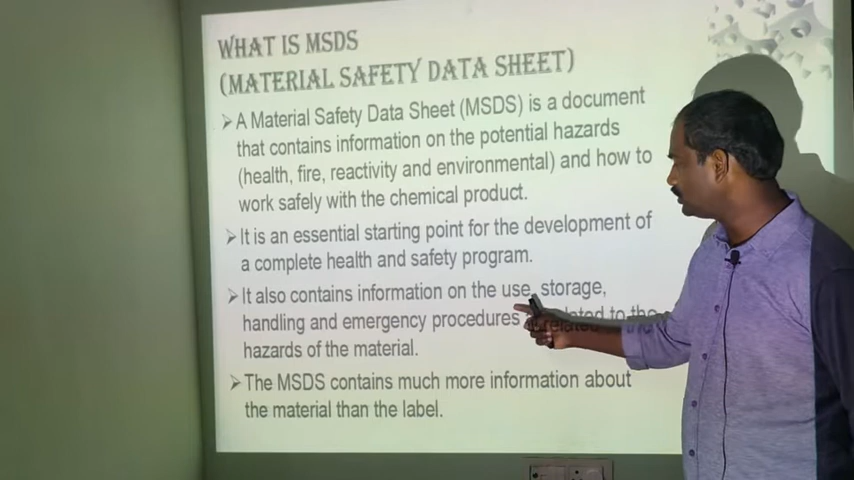 WHAT IS MSDS
(MATERIAL SAFETY DATA SHEET)
➢ A Material Safety Data Sheet (MSDS) is a document
that contains information on the potential hazards
(health, fire, reactivity and environmental) and how to
work safely with the chemical product.
➢ It is an essential starting point for the development of
a complete health and safety program.
➢ It also contains information on the use, storage,
handling and emergency procedures related to the
hazards of the material.
➢ The MSDS contains much more information about
the material than the label.